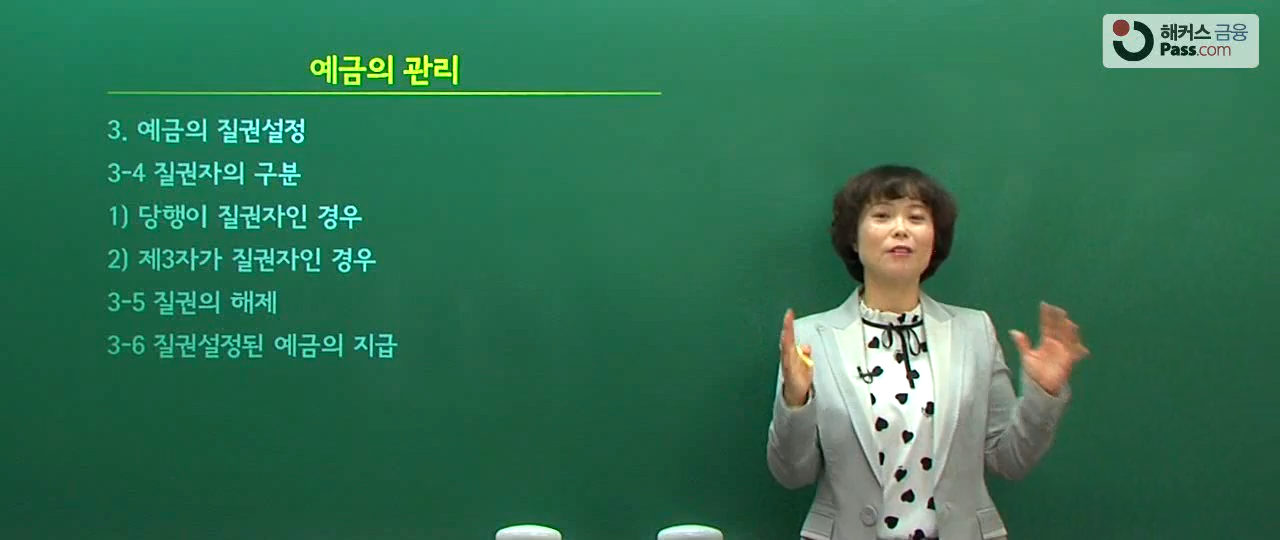 해커스 금융
Pass.com
예금의 관리
3. 예금의 질권설정
3-4 질권자의 구분
1) 당행이 질권자인 경우
2) 제3자가 질권자인 경우
3-5 질권의 해제
3-6 질권설정된 예금의 지급